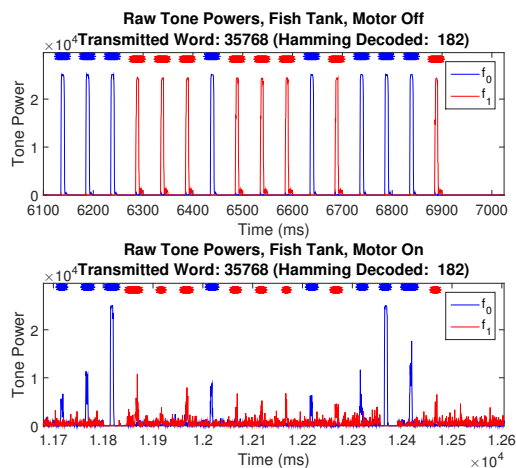 Raw Tone Powers, Fish Tank, Motor Off
Transmitted Word: 35768 (Hamming Decoded:  182)
×10⁴
Tone Power
2
1
0
f₀
f₁
6100 6200 6300 6400 6500 6600 6700 6800 6900 7000
Time (ms)
Raw Tone Powers, Fish Tank, Motor On
Transmitted Word: 35768 (Hamming Decoded:  182)
×10⁴
Tone Power
2
1
0
f₀
f₁
1.17 1.18 1.19 1.2 1.21 1.22 1.23 1.24 1.25 1.26
Time (ms)
×10⁴